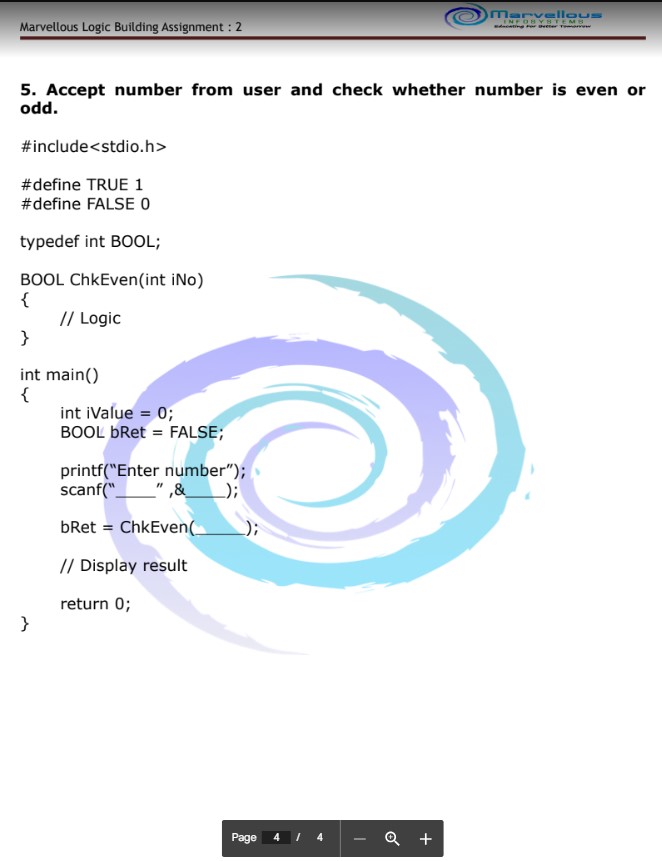 Marvellous Logic Building Assignment : 2
Marvellous
INFOSYSTEMS
Educating For Better Tomorrow
5. Accept number from user and check whether number is even or
odd.
#include<stdio.h>
#define TRUE 1
#define FALSE 0
typedef int BOOL;
BOOL ChkEven(int iNo)
{
// Logic
}
int main()
{
int iValue = 0;
BOOL bRet = FALSE;
printf(“Enter number”);
scanf(“____” ,&____);
bRet = ChkEven(_____);
// Display result
return 0;
}
Page 4 / 4 — +